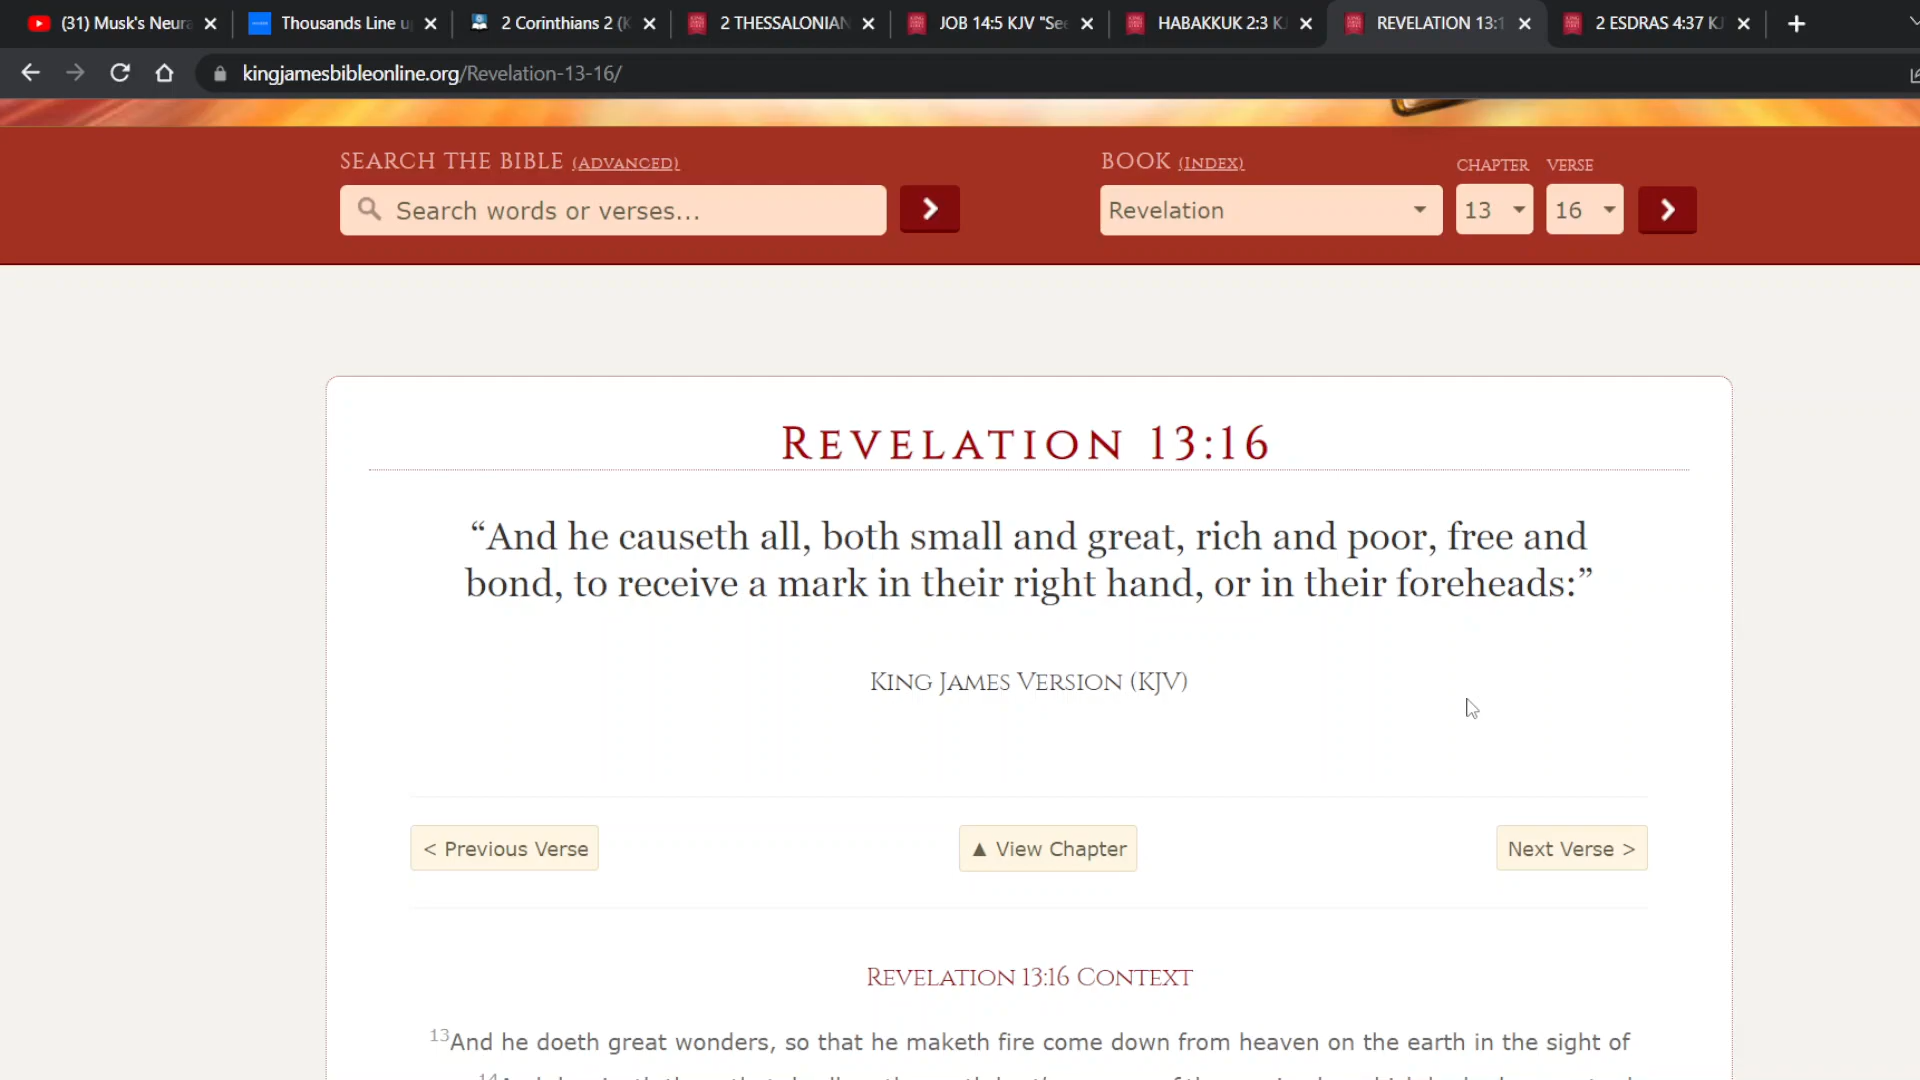 (31) Musk's Neura
Thousands Line u
2 Corinthians 2 (
2 THESSALONIAN
JOB 14:5 KJV "See
HABAKKUK 2:3 K
REVELATION 13:1
2 ESDRAS 4:37 KJ
kingjamesbibleonline.org/Revelation-13-16/
SEARCH THE BIBLE (ADVANCED)
BOOK (INDEX)
CHAPTER
VERSE
Search words or verses...
Revelation
13
16
REVELATION 13:16
“And he causeth all, both small and great, rich and poor, free and
bond, to receive a mark in their right hand, or in their foreheads:”
KING JAMES VERSION (KJV)
< Previous Verse
▲ View Chapter
Next Verse >
REVELATION 13:16 CONTEXT
13And he doeth great wonders, so that he maketh fire come down from heaven on the earth in the sight of